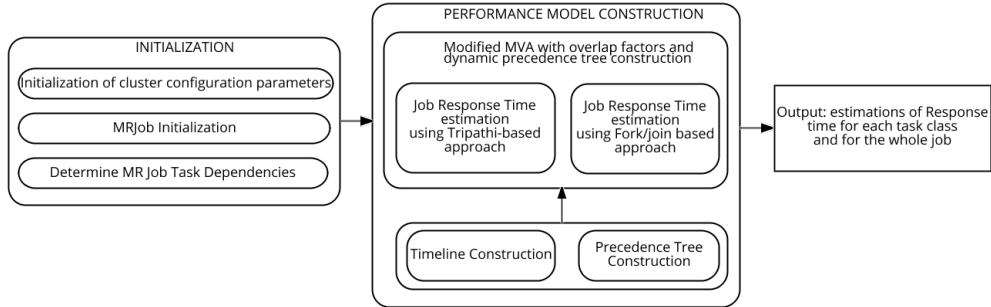 INITIALIZATION
Initialization of cluster configuration parameters
MRJob Initialization
Determine MR Job Task Dependencies
PERFORMANCE MODEL CONSTRUCTION
Modified MVA with overlap factors and
dynamic precedence tree construction
Job Response Time
estimation
using Tripathi-based
approach
Job Response Time
estimation
using Fork/join based
approach
Timeline Construction
Precedence Tree
Construction
Output: estimations of Response
time for each task class
and for the whole job